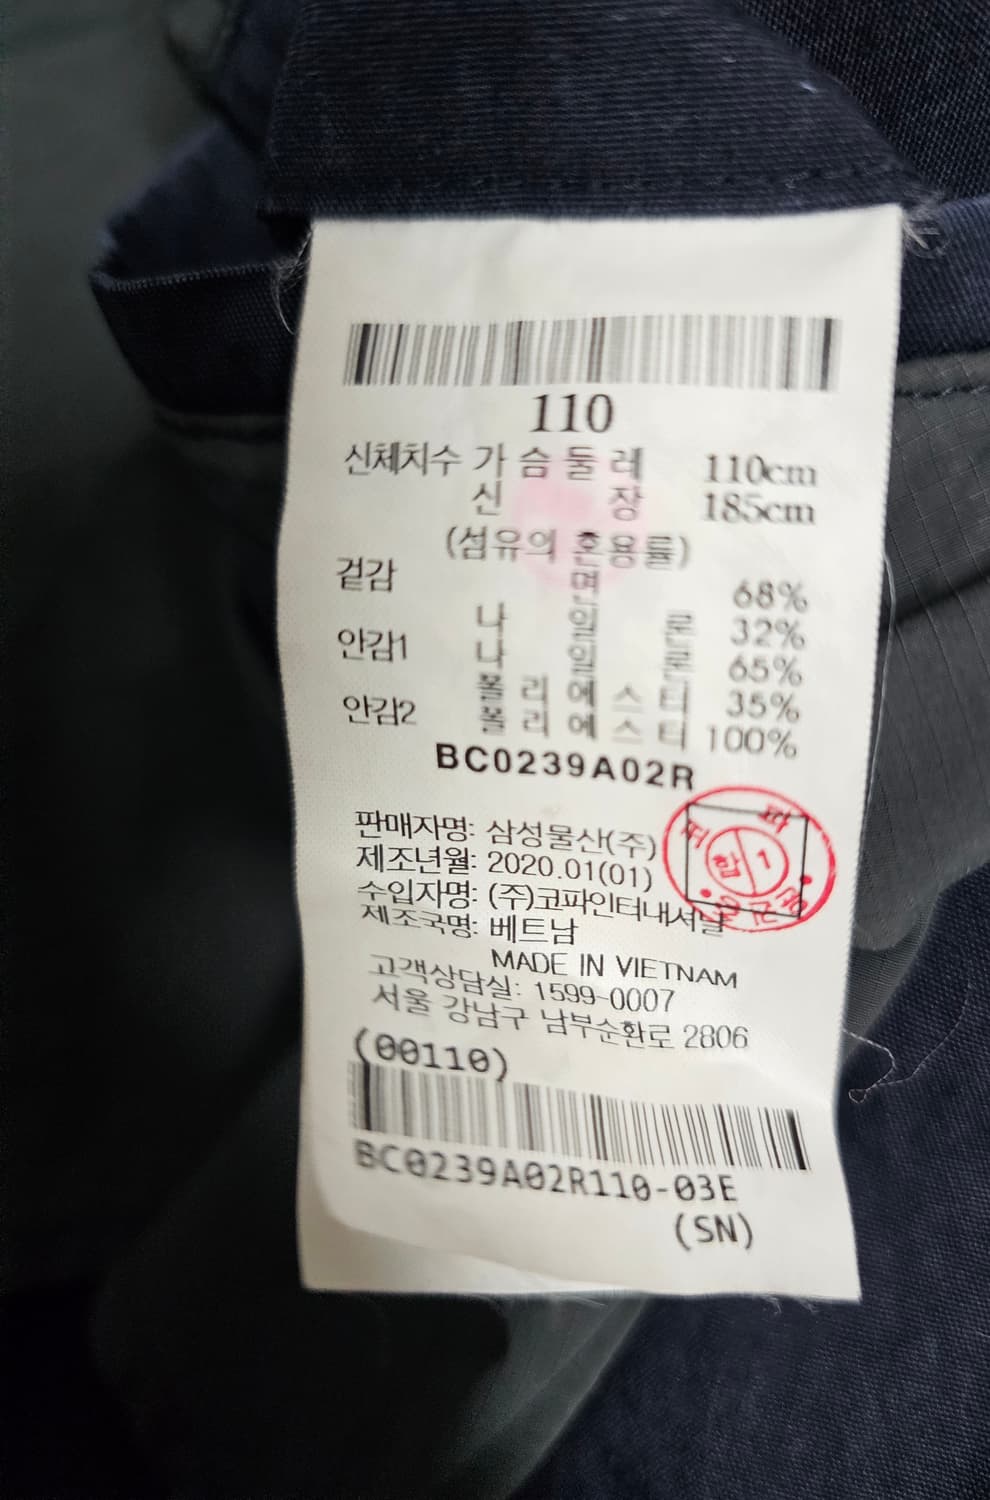 110
신체치수 가슴둘레 110cm
신장 185cm
(섬유의 혼용률)
겉감 면 68%
나일론 32%
안감1 나일론 65%
폴리에스터 35%
안감2 폴리에스터 100%
BC0239A02R
판매자명: 삼성물산(주)
제조년월: 2020.01(01)
수입자명: (주)코파인터내셔날
제조국명: 베트남
MADE IN VIETNAM
고객상담실: 1599-0007
서울 강남구 남부순환로 2806
(00110)
BC0239A02R110-03E
(SN)
합 1